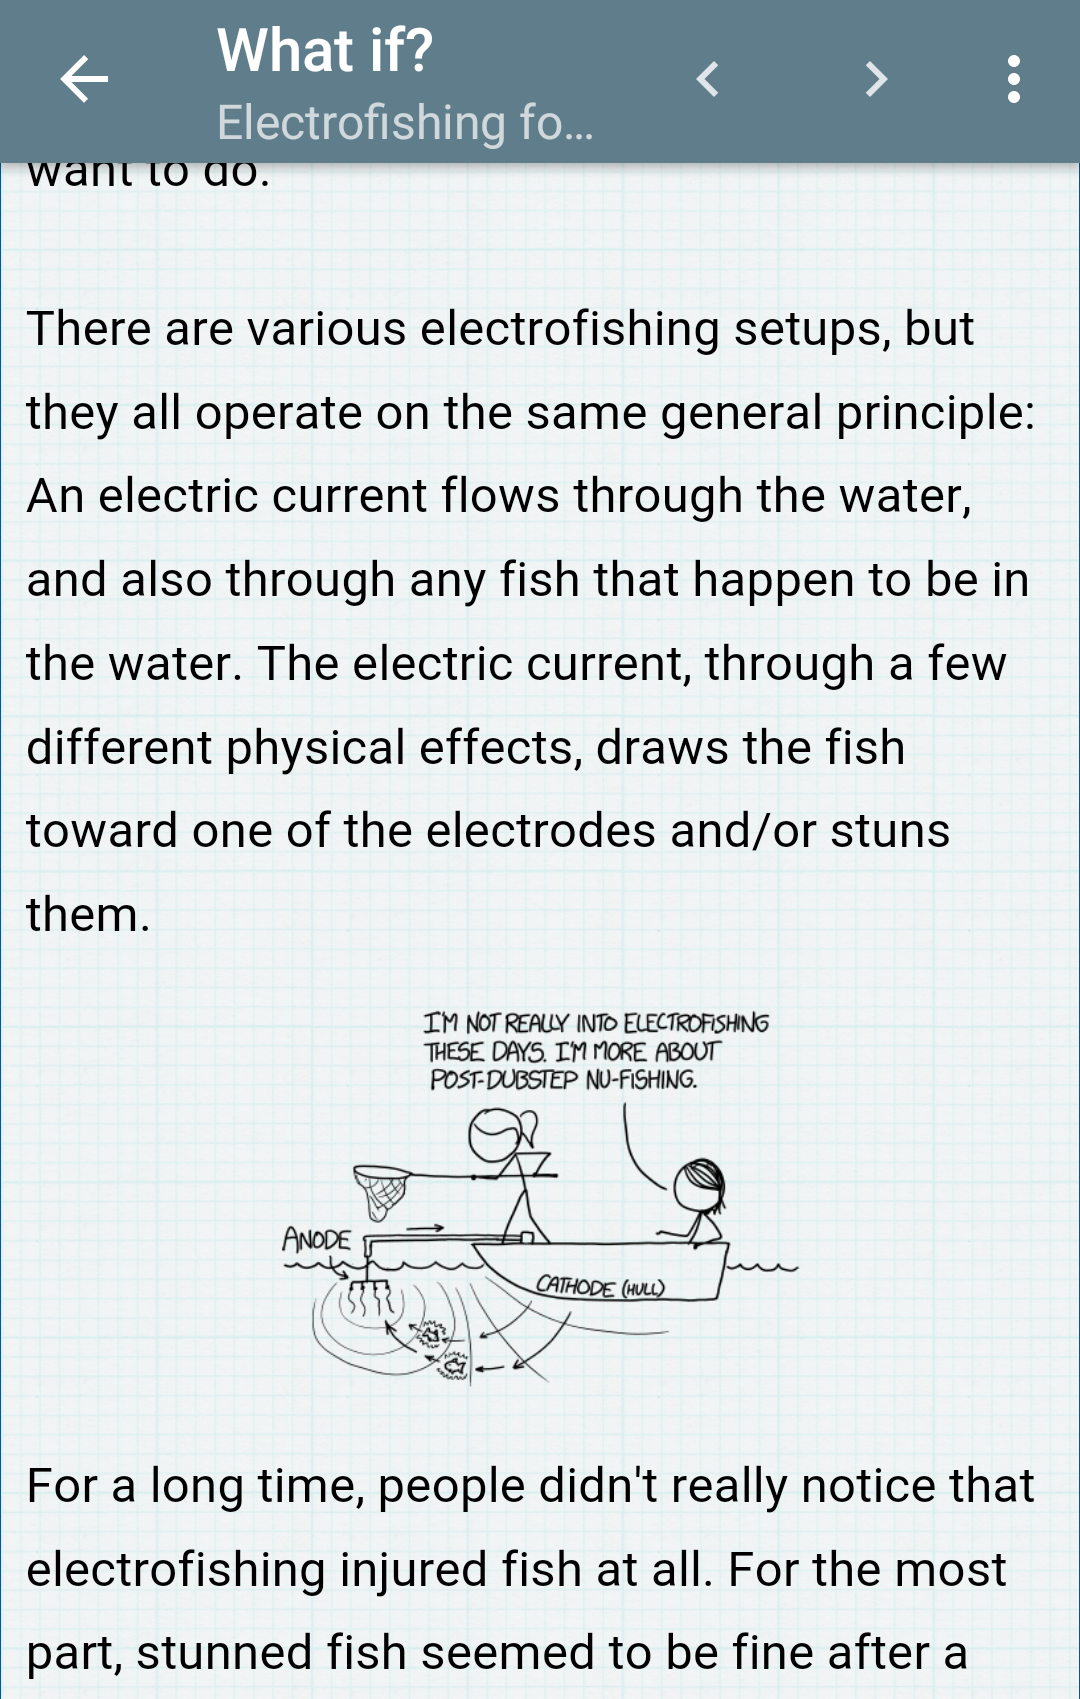 What if?
Electrofishing fo...
want to do.
There are various electrofishing setups, but
they all operate on the same general principle:
An electric current flows through the water,
and also through any fish that happen to be in
the water. The electric current, through a few
different physical effects, draws the fish
toward one of the electrodes and/or stuns
them.
I'M NOT REALLY INTO ELECTROFISHING
THESE DAYS. I'M MORE ABOUT
POST-DUBSTEP NU-FISHING.
ANODE
CATHODE (HULL)
For a long time, people didn't really notice that
electrofishing injured fish at all. For the most
part, stunned fish seemed to be fine after a